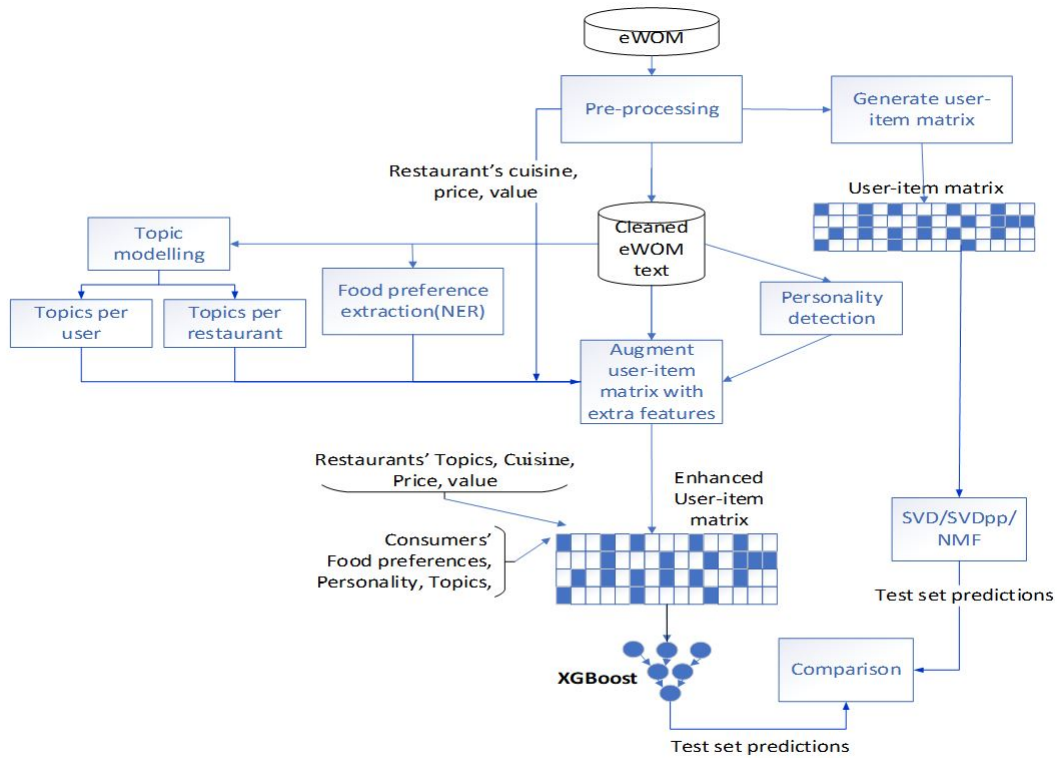 eWOM
Pre-processing
Generate user-
item matrix
Restaurant's cuisine,
price, value
User-item matrix
Cleaned
eWOM
text
Topic
modelling
Food preference
extraction(NER)
Personality
detection
Topics per
user
Topics per
restaurant
Augment
user-item
matrix with
extra features
Restaurants' Topics, Cuisine,
Price, value
Enhanced
User-item
matrix
Consumers'
Food preferences,
Personality, Topics,
SVD/SVDpp/
NMF
Test set predictions
XGBoost
Comparison
Test set predictions